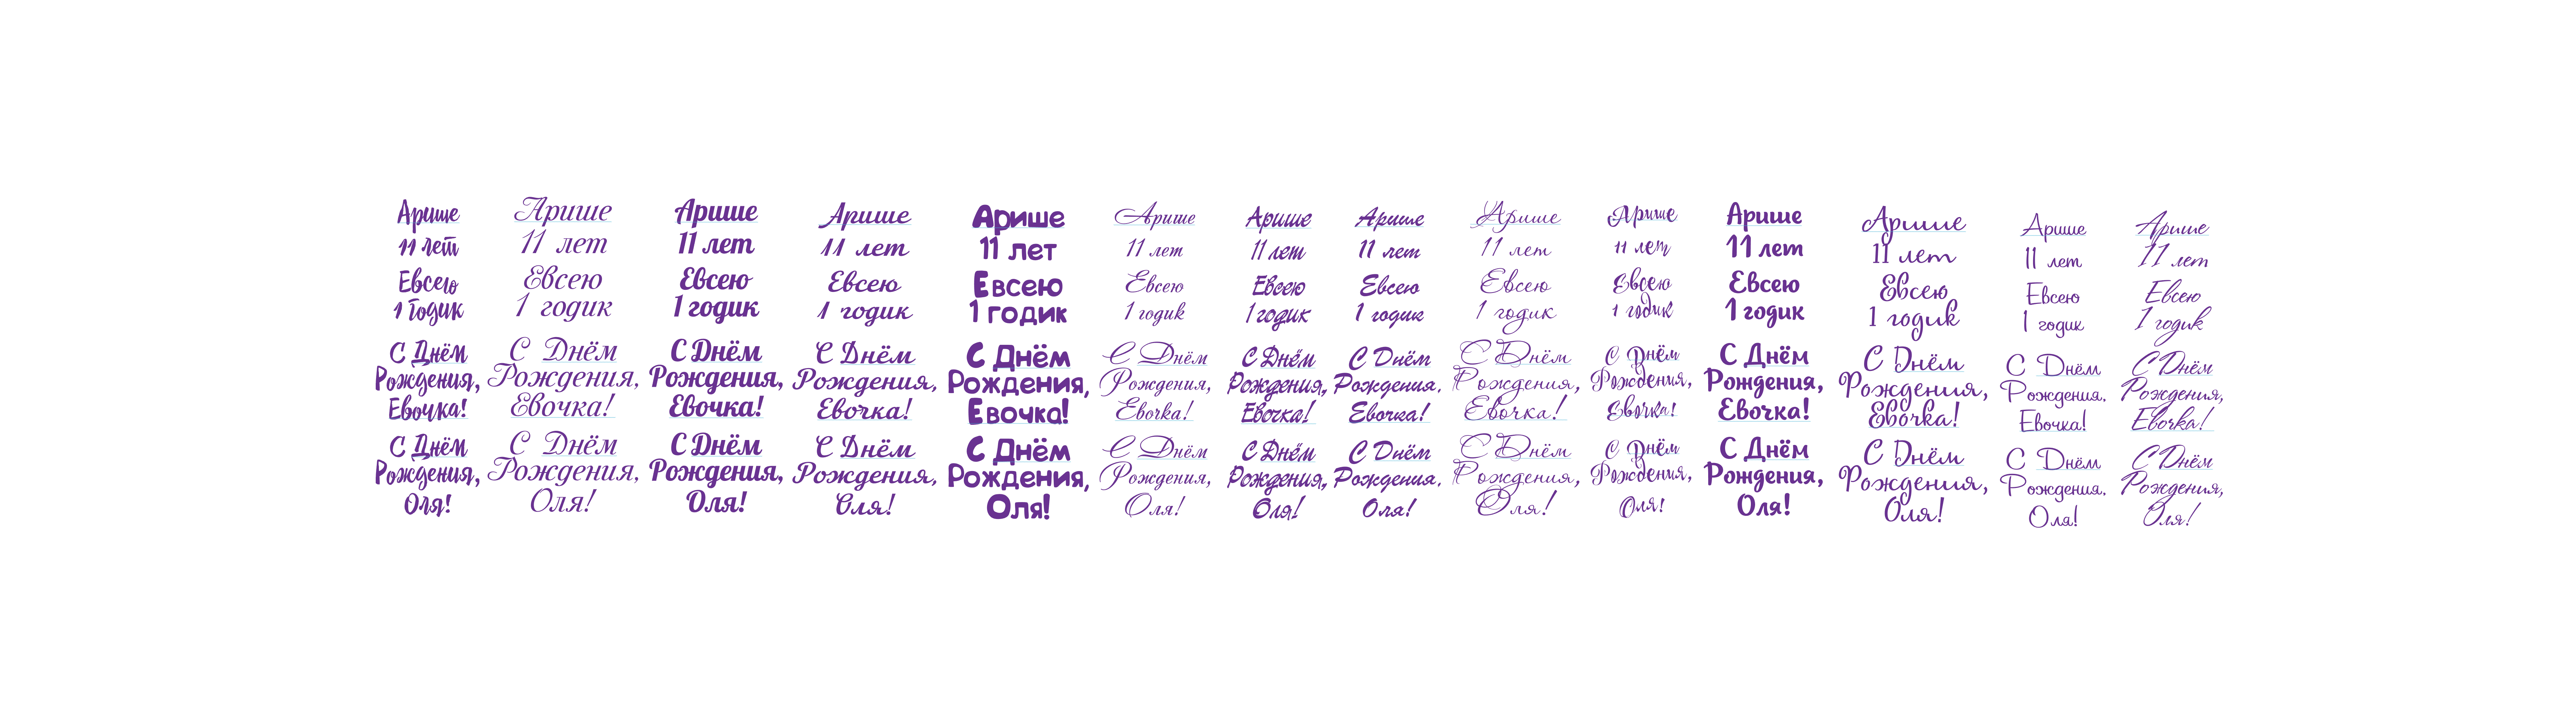 Арише
11 лет
Евсею
1 годик
С Днём
Рождения,
Евочка!
С Днём
Рождения,
Оля!
Арише
11 лет
Евсею
1 годик
С Днём
Рождения,
Евочка!
С Днём
Рождения,
Оля!
Арише
11 лет
Евсею
1 годик
С Днём
Рождения,
Евочка!
С Днём
Рождения,
Оля!
Арише
11 лет
Евсею
1 годик
С Днём
Рождения,
Евочка!
С Днём
Рождения,
Оля!
Арише
11 лет
Евсею
1 годик
С Днём
Рождения,
Евочка!
С Днём
Рождения,
Оля!
Арише
11 лет
Евсею
1 годик
С Днём
Рождения,
Евочка!
С Днём
Рождения,
Оля!
Арише
11 лет
Евсею
1 годик
С Днём
Рождения,
Евочка!
С Днём
Рождения,
Оля!
Арише
11 лет
Евсею
1 годик
С Днём
Рождения,
Евочка!
С Днём
Рождения,
Оля!
Арише
11 лет
Евсею
1 годик
С Днём
Рождения,
Евочка!
С Днём
Рождения,
Оля!
Арише
11 лет
Евсею
1 годик
С Днём
Рождения,
Евочка!
С Днём
Рождения,
Оля!
Арише
11 лет
Евсею
1 годик
С Днём
Рождения,
Евочка!
С Днём
Рождения,
Оля!
Арише
11 лет
Евсею
1 годик
С Днём
Рождения,
Евочка!
С Днём
Рождения,
Оля!
Арише
11 лет
Евсею
1 годик
С Днём
Рождения,
Евочка!
С Днём
Рождения,
Оля!
Арише
11 лет
Евсею
1 годик
С Днём
Рождения,
Евочка!
С Днём
Рождения,
Оля!